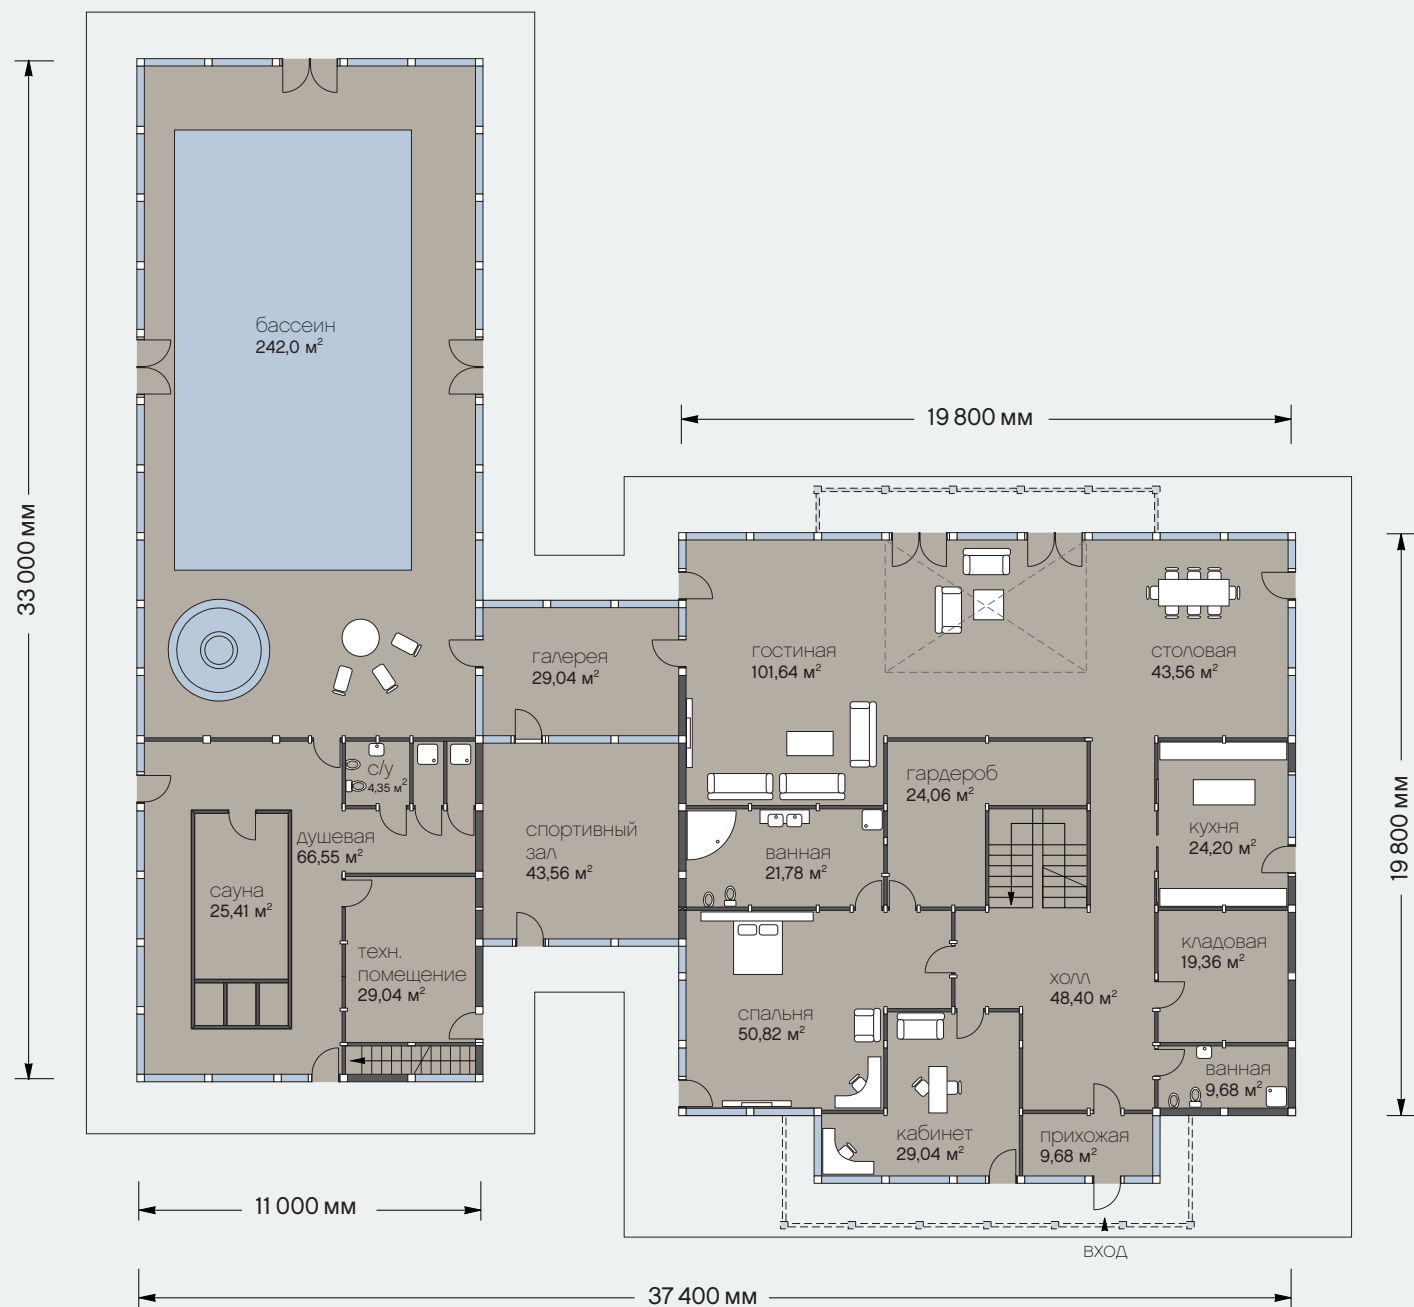 бассейн
242,0 м²
33 000 мм
19 800 мм
19 800 мм
галерея
29,04 м²
гостиная
101,64 м²
столовая
43,56 м²
с/у
4,35 м²
гардероб
24,06 м²
душевая
66,55 м²
спортивный
зал
43,56 м²
ванная
21,78 м²
кухня
24,20 м²
сауна
25,41 м²
техн.
помещение
29,04 м²
спальня
50,82 м²
холл
48,40 м²
кладовая
19,36 м²
ванная
9,68 м²
кабинет
29,04 м²
прихожая
9,68 м²
11 000 мм
вход
37 400 мм